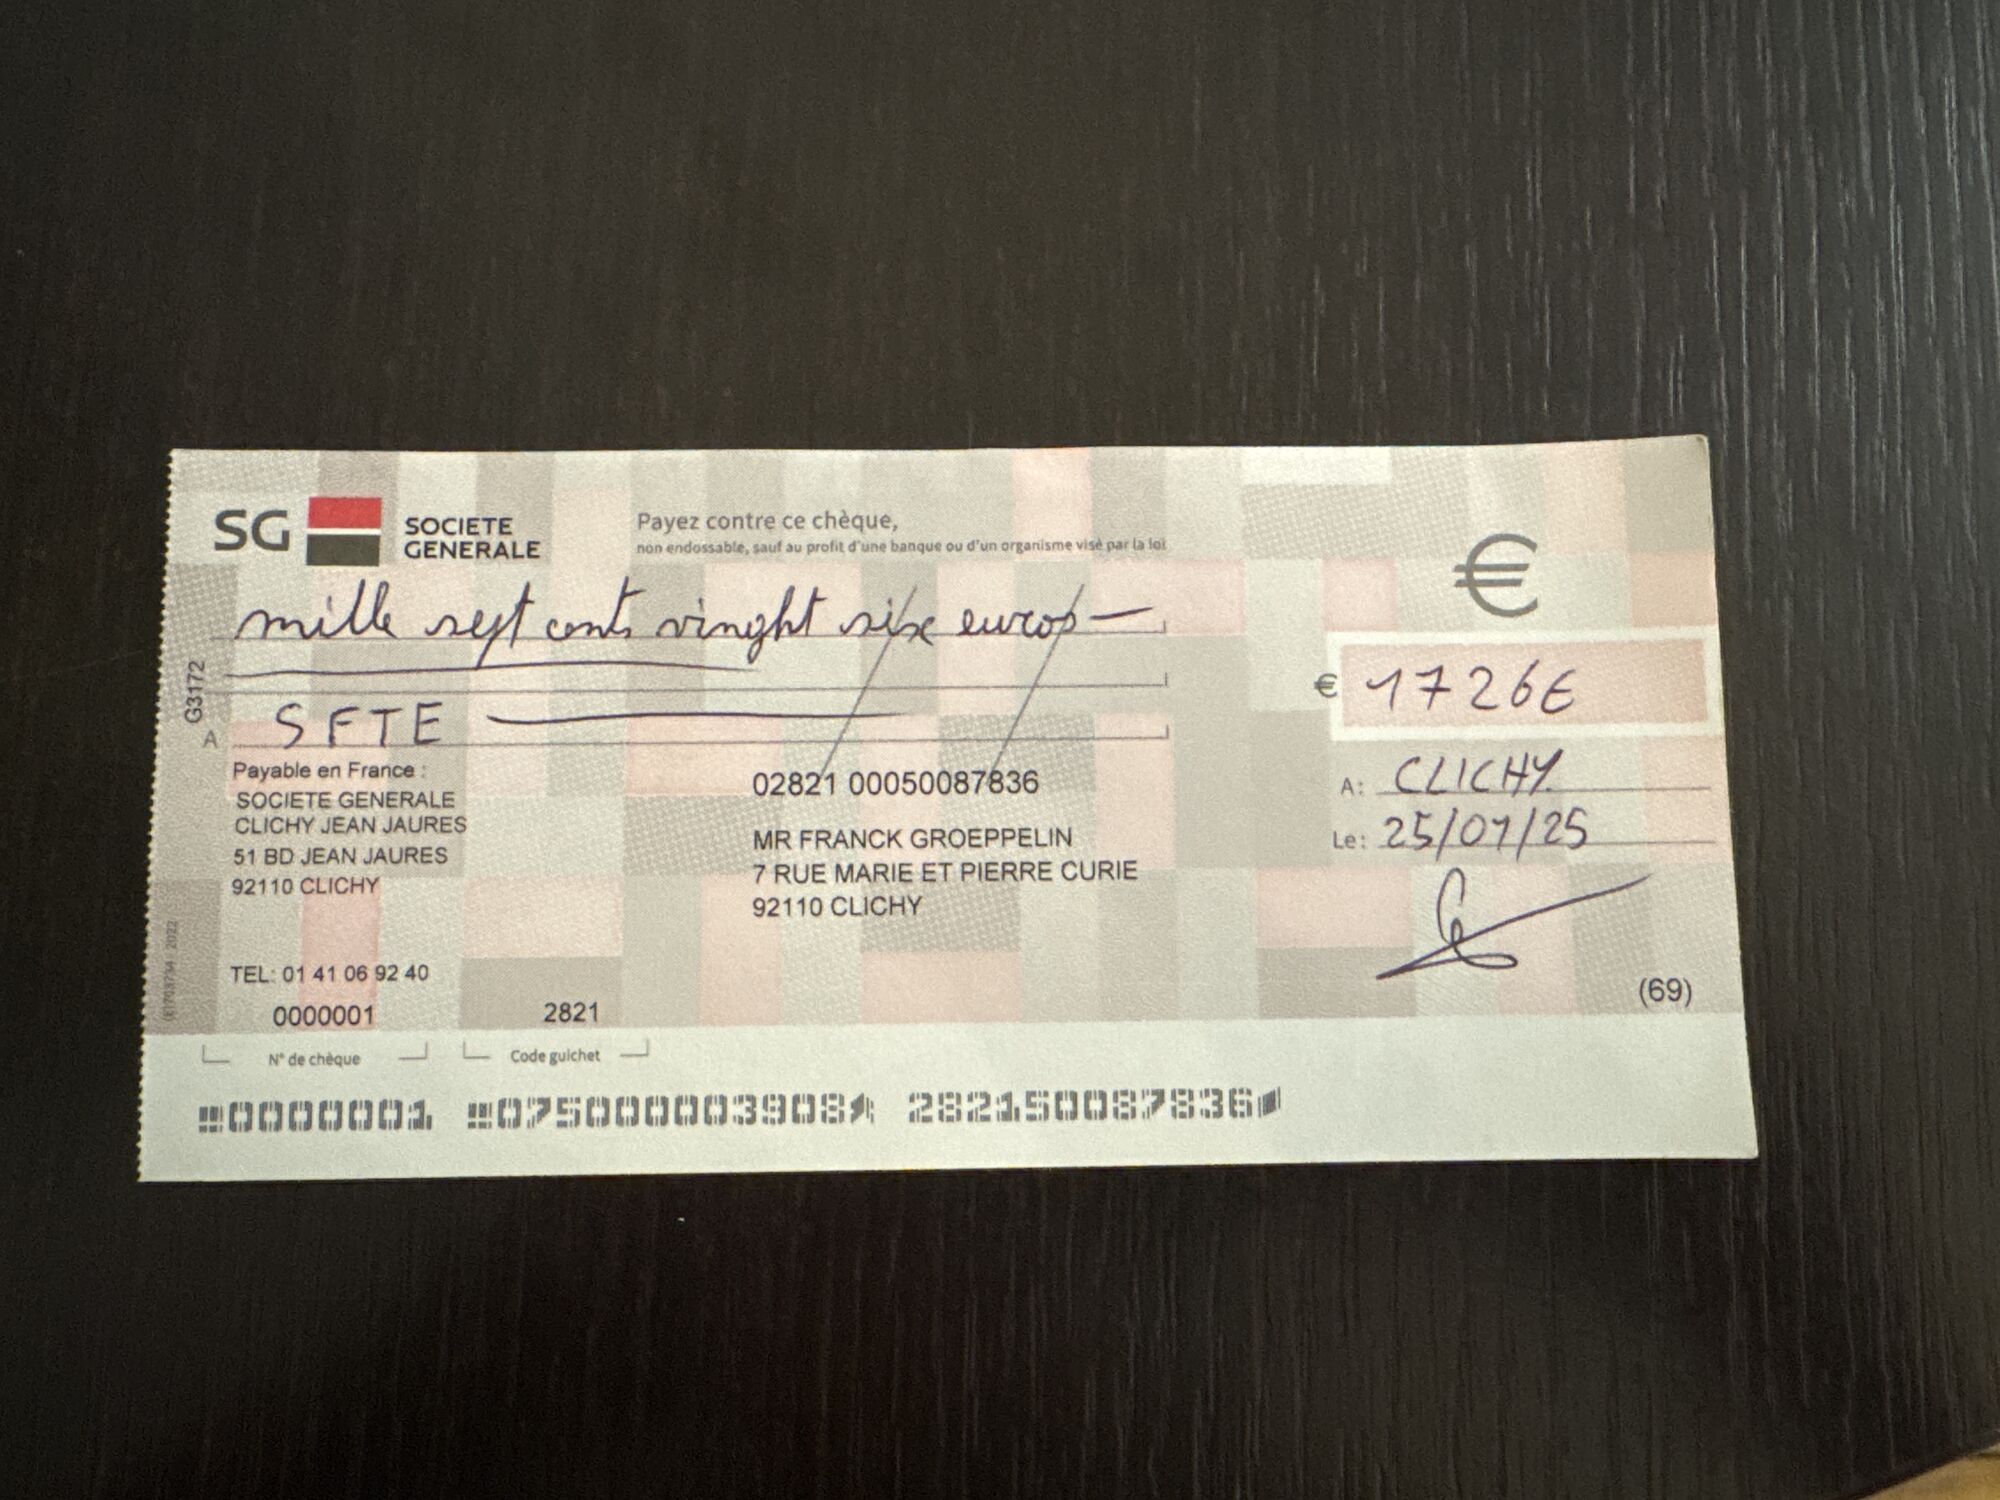 SG SOCIETE GENERALE
Payez contre ce chèque,
non endossable, sauf au profit d'une banque ou d'un organisme visé par la loi
€
mille sept cents vinght six euros
€ 1726€
G3172
A SFTE
Payable en France :
SOCIETE GENERALE
CLICHY JEAN JAURES
51 BD JEAN JAURES
92110 CLICHY
02821 00050087836
MR FRANCK GROEPPELIN
7 RUE MARIE ET PIERRE CURIE
92110 CLICHY
A: CLICHY
Le: 25/07/25
TEL: 01 41 06 92 40
(69)
0000001 2821
N° de chèque Code guichet
0000001 0750000003908 282150087836